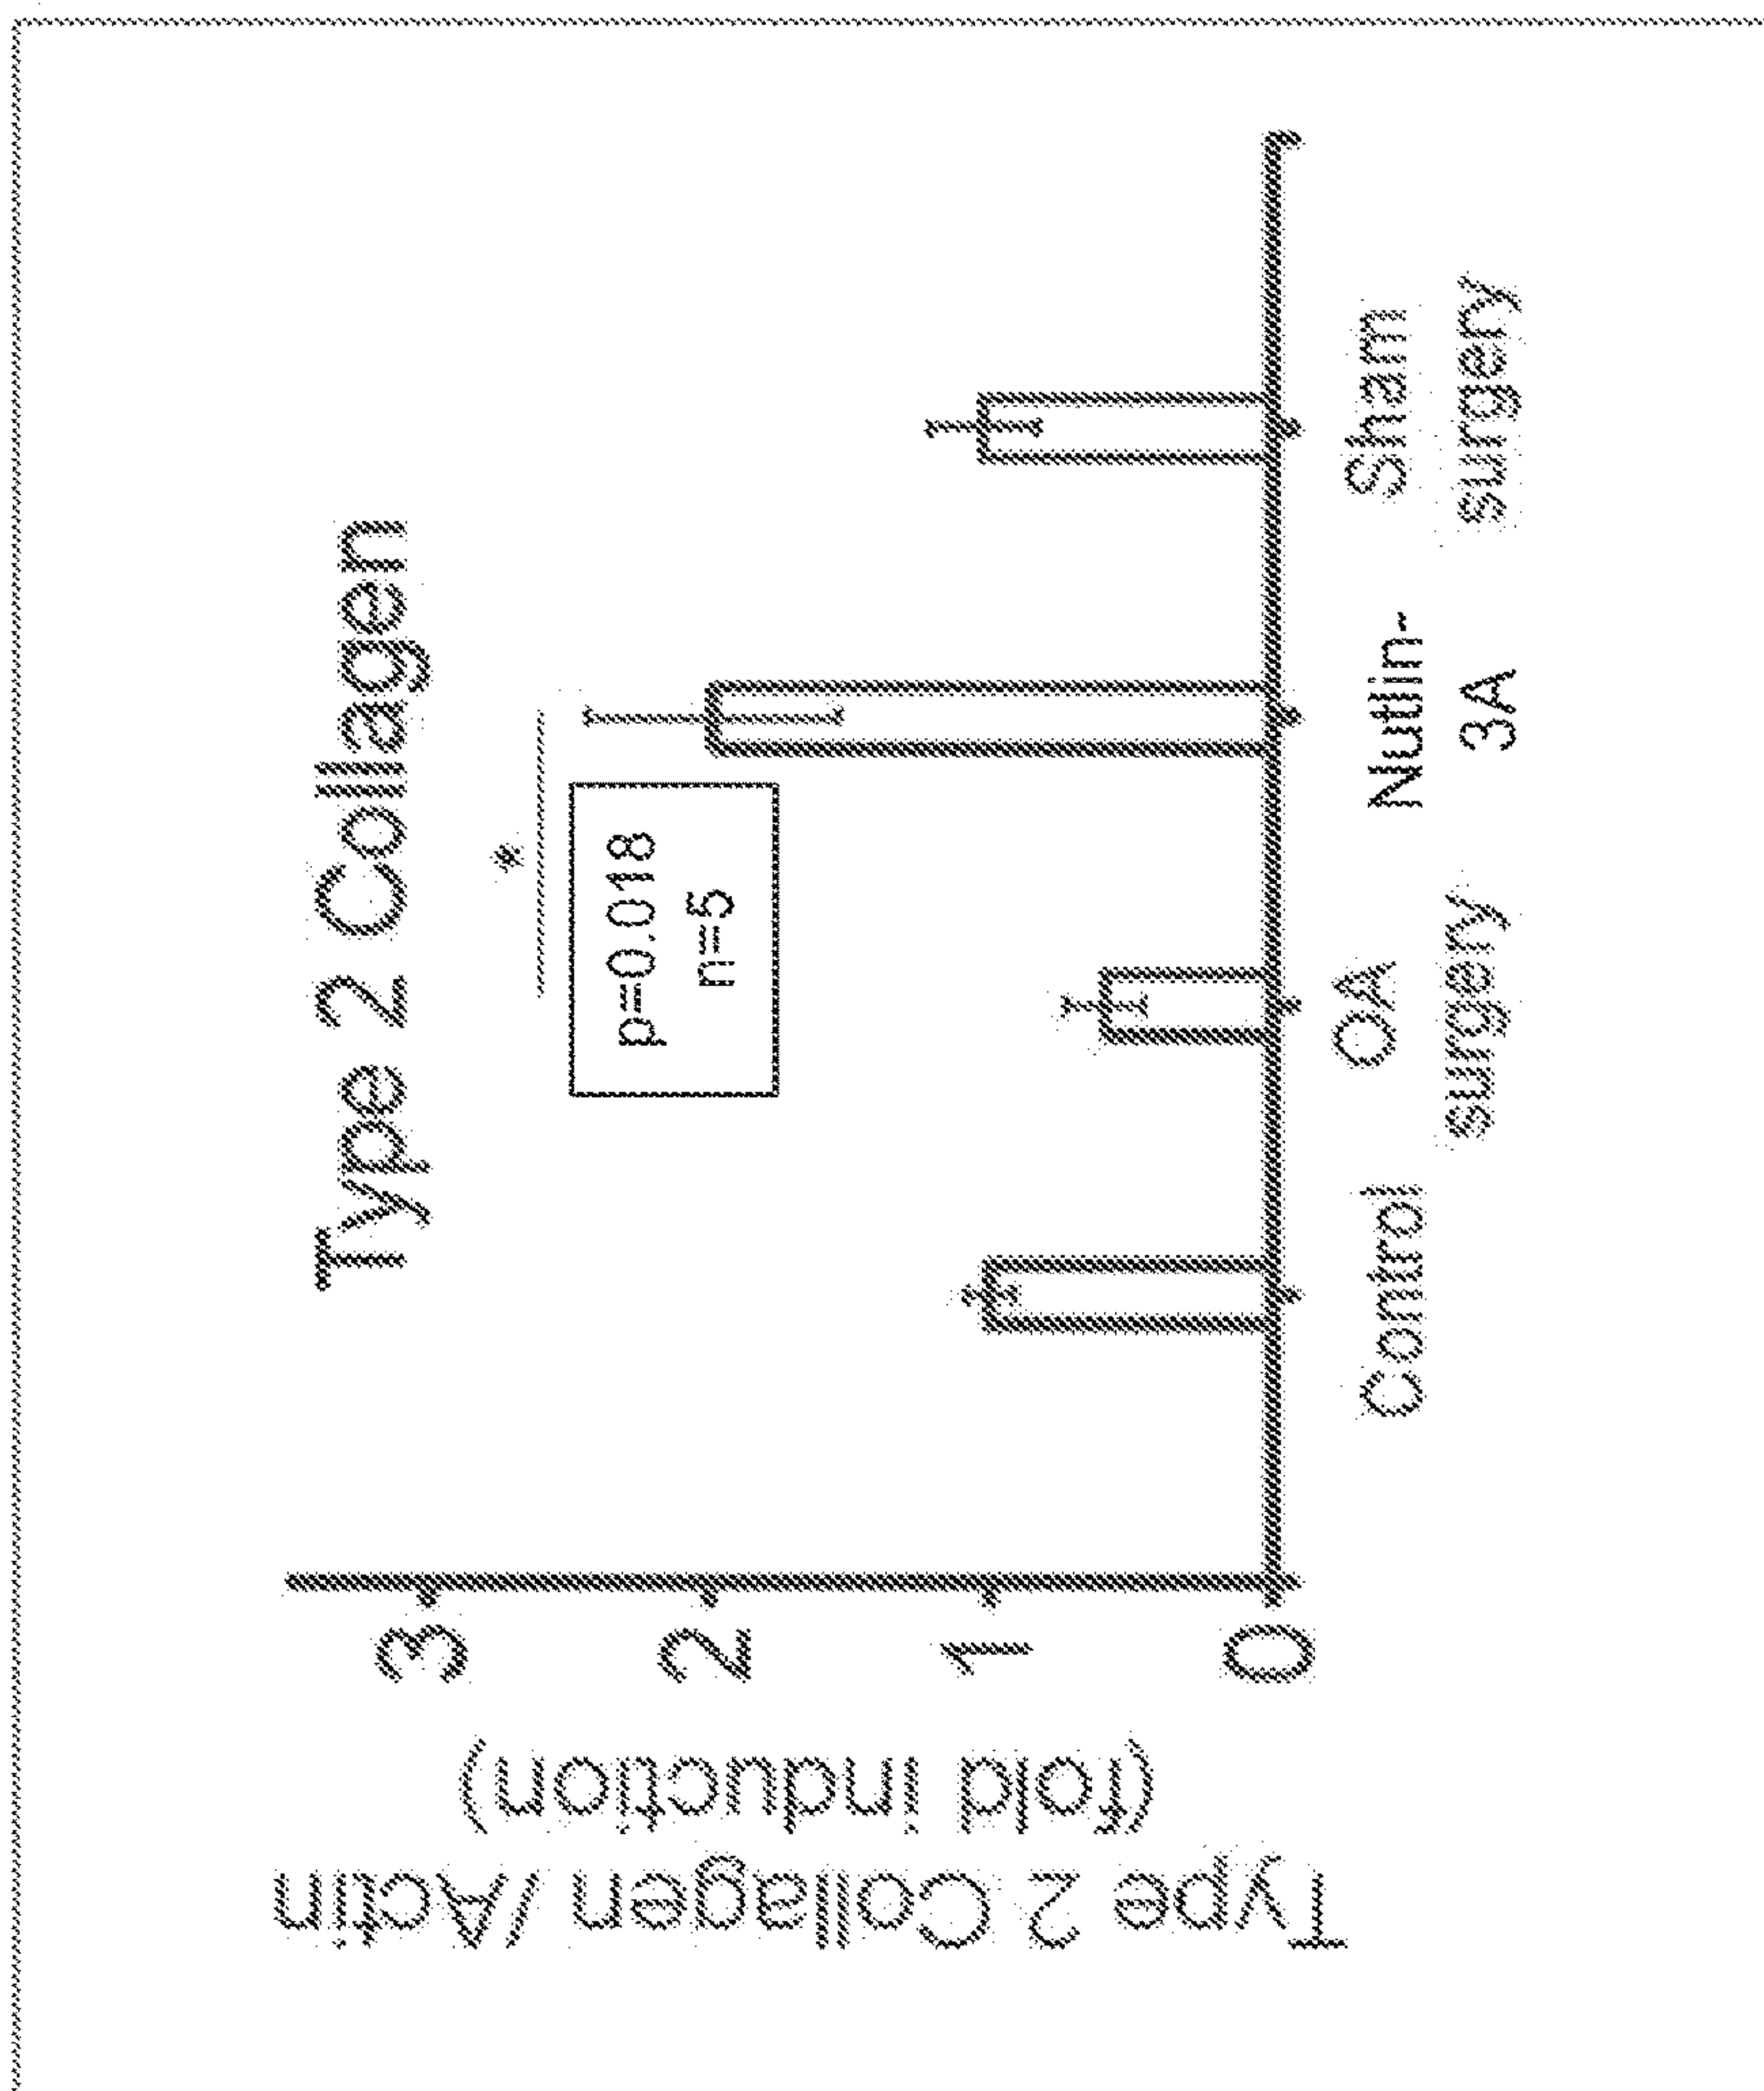 Type 2 Collagen
*
p=0.018
n=5
Type 2 Collagen /Actin
(fold induction)
3
2
1
0
Control
OA
surgery
Nutlin-
3A
Sham
surgery